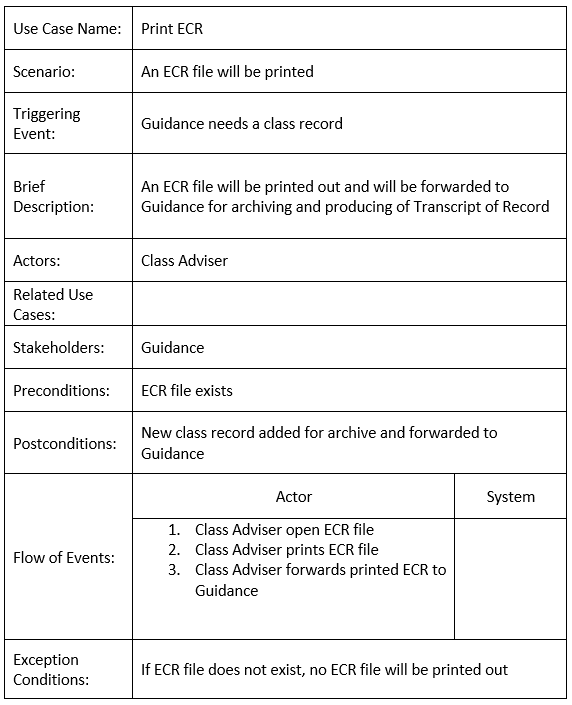 Use Case Name: Print ECR
Scenario: An ECR file will be printed
Triggering
Event:
Guidance needs a class record
Brief
Description:
An ECR file will be printed out and will be forwarded to
Guidance for archiving and producing of Transcript of Record
Actors: Class Adviser
Related Use
Cases:
Stakeholders: Guidance
Preconditions: ECR file exists
Postconditions:
New class record added for archive and forwarded to
Guidance
Flow of Events:
Actor System
1. Class Adviser open ECR file
2. Class Adviser prints ECR file
3. Class Adviser forwards printed ECR to
Guidance
Exception
Conditions:
If ECR file does not exist, no ECR file will be printed out